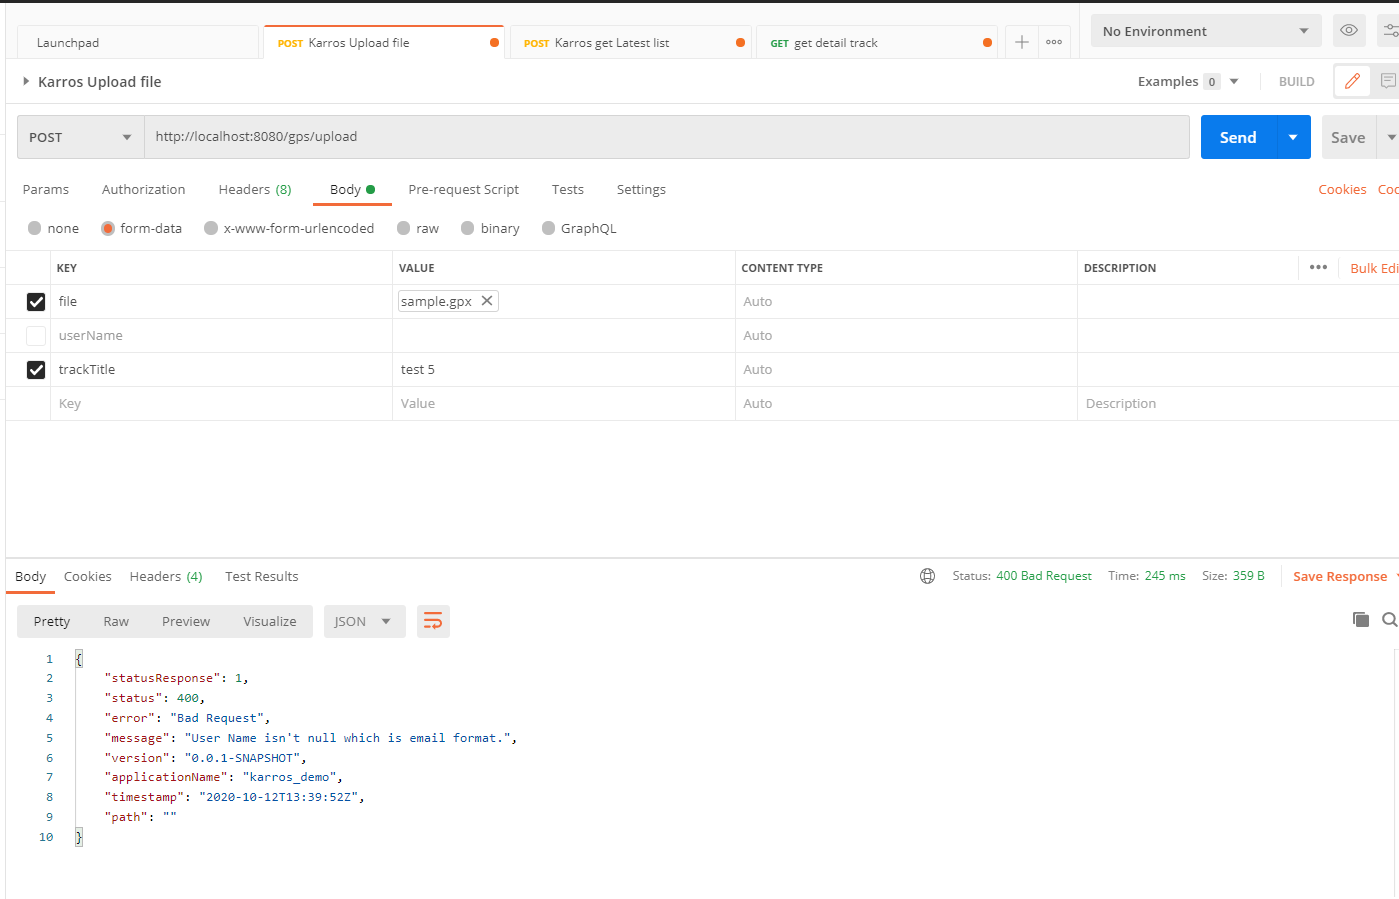 Launchpad
POST Karros Upload file
POST Karros get Latest list
GET get detail track
No Environment
Karros Upload file
Examples 0
BUILD
POST
http://localhost:8080/gps/upload
Send
Save
Params
Authorization
Headers (8)
Body
Pre-request Script
Tests
Settings
Cookies
Coo
none
form-data
x-www-form-urlencoded
raw
binary
GraphQL
KEY
VALUE
CONTENT TYPE
DESCRIPTION
Bulk Edi
file
sample.gpx
Auto
userName
Auto
trackTitle
test 5
Auto
Key
Value
Auto
Description
Body
Cookies
Headers (4)
Test Results
Status: 400 Bad Request
Time: 245 ms
Size: 359 B
Save Response
Pretty
Raw
Preview
Visualize
JSON
1 {
2 "statusResponse": 1,
3 "status": 400,
4 "error": "Bad Request",
5 "message": "User Name isn't null which is email format.",
6 "version": "0.0.1-SNAPSHOT",
7 "applicationName": "karros_demo",
8 "timestamp": "2020-10-12T13:39:52Z",
9 "path": ""
10 }